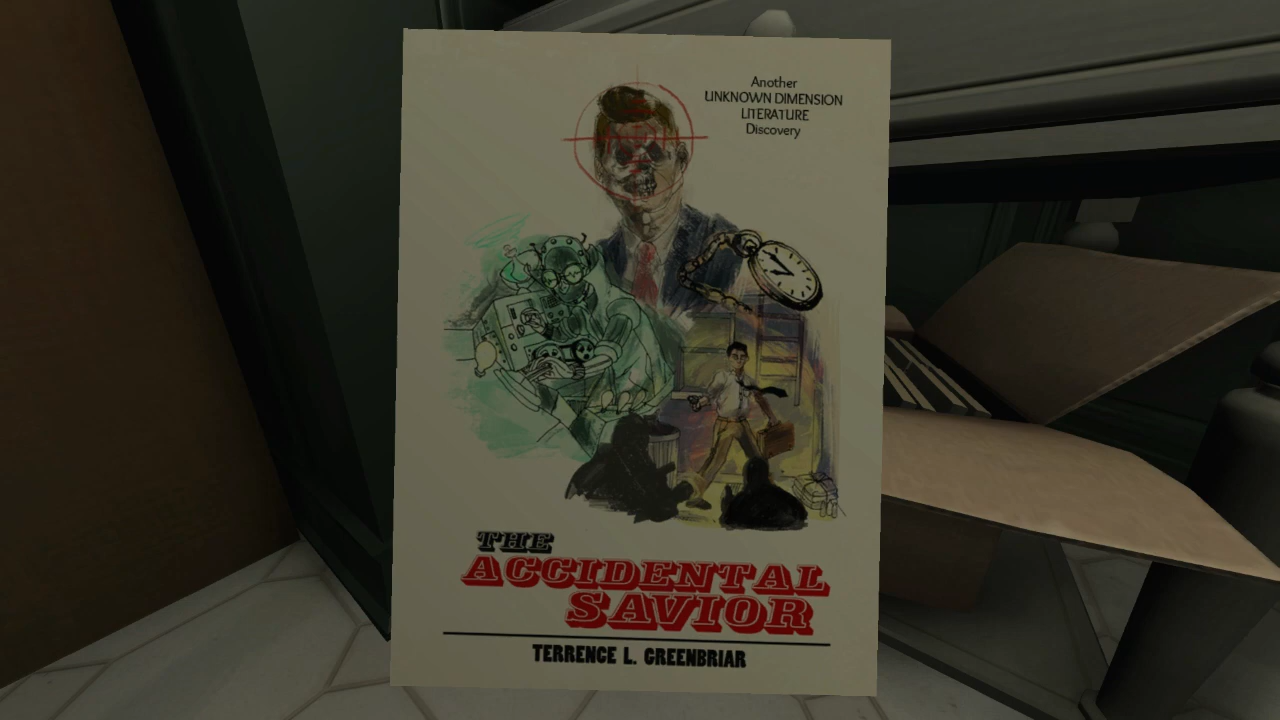 Another
UNKNOWN DIMENSION
LITERATURE
Discovery
THE
ACCIDENTAL
SAVIOR
TERRENCE L. GREENBRIAR